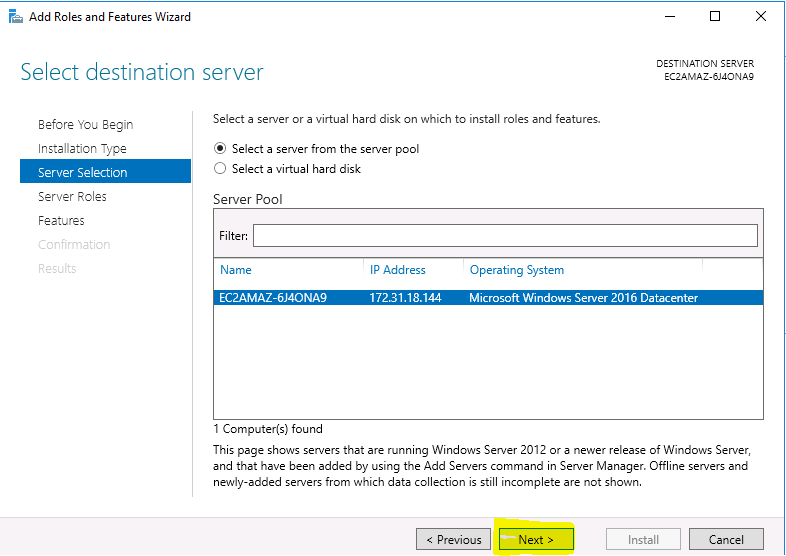 Add Roles and Features Wizard
Select destination server
DESTINATION SERVER
EC2AMAZ-6J4ONA9
Before You Begin
Installation Type
Server Selection
Server Roles
Features
Confirmation
Results
Select a server or a virtual hard disk on which to install roles and features.
Select a server from the server pool
Select a virtual hard disk
Server Pool
Filter:
Name IP Address Operating System
EC2AMAZ-6J4ONA9 172.31.18.144 Microsoft Windows Server 2016 Datacenter
1 Computer(s) found
This page shows servers that are running Windows Server 2012 or a newer release of Windows Server,
and that have been added by using the Add Servers command in Server Manager. Offline servers and
newly-added servers from which data collection is still incomplete are not shown.
< Previous Next > Install Cancel